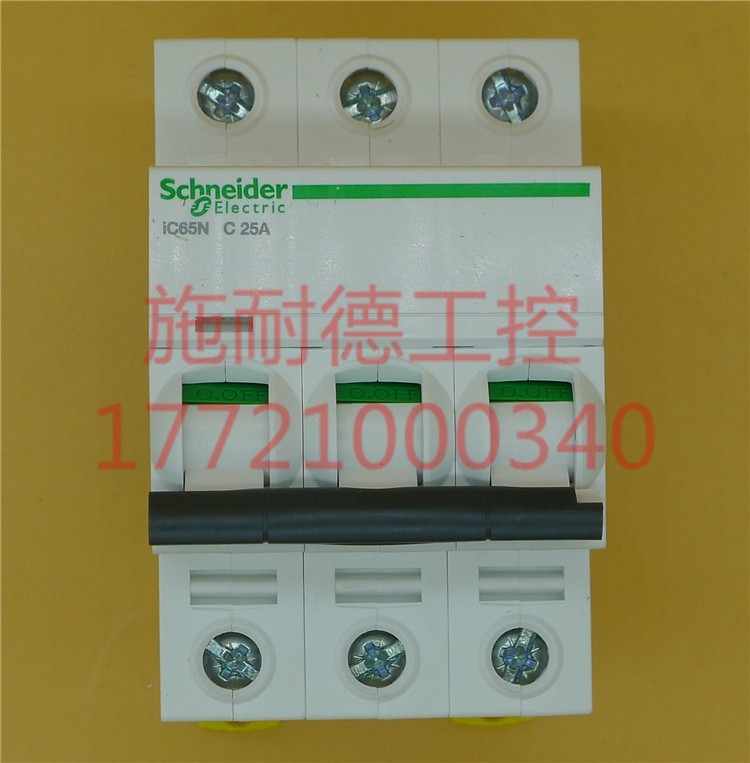 Schneider
Electric
iC65N C 25A
施耐德工控
O.OFF O.OFF O.OFF
17721000340